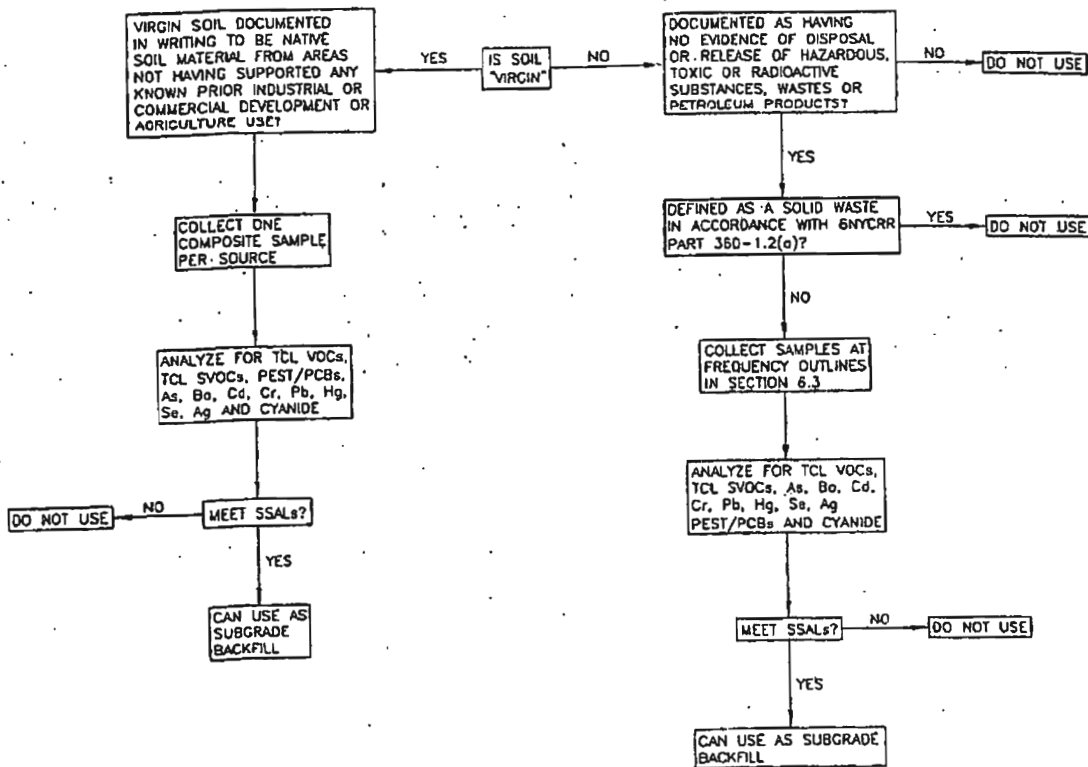 VIRGIN SOIL DOCUMENTED
IN WRITING TO BE NATIVE
SOIL MATERIAL FROM AREAS
NOT HAVING SUPPORTED ANY
KNOWN PRIOR INDUSTRIAL OR
COMMERCIAL DEVELOPMENT OR
AGRICULTURE USE?
YES
IS SOIL
"VIRGIN"
NO
DOCUMENTED AS HAVING
NO EVIDENCE OF DISPOSAL
OR RELEASE OF HAZARDOUS,
TOXIC OR RADIOACTIVE
SUBSTANCES, WASTES OR
PETROLEUM PRODUCTS?
NO
DO NOT USE
YES
COLLECT ONE
COMPOSITE SAMPLE
PER SOURCE
DEFINED AS A SOLID WASTE
IN ACCORDANCE WITH 6NYCRR
PART 360-1.2(a)?
YES
DO NOT USE
NO
COLLECT SAMPLES AT
FREQUENCY OUTLINES
IN SECTION 6.3
ANALYZE FOR TCL VOCs,
TCL SVOCs, PEST/PCBs,
As, Ba, Cd, Cr, Pb, Hg,
Se, Ag AND CYANIDE
ANALYZE FOR TCL VOCs,
TCL SVOCs, As, Ba, Cd,
Cr, Pb, Hg, Se, Ag
PEST/PCBs AND CYANIDE
DO NOT USE
NO
MEET SSALs?
YES
CAN USE AS
SUBGRADE
BACKFILL
MEET SSALs?
NO
DO NOT USE
YES
CAN USE AS SUBGRADE
BACKFILL